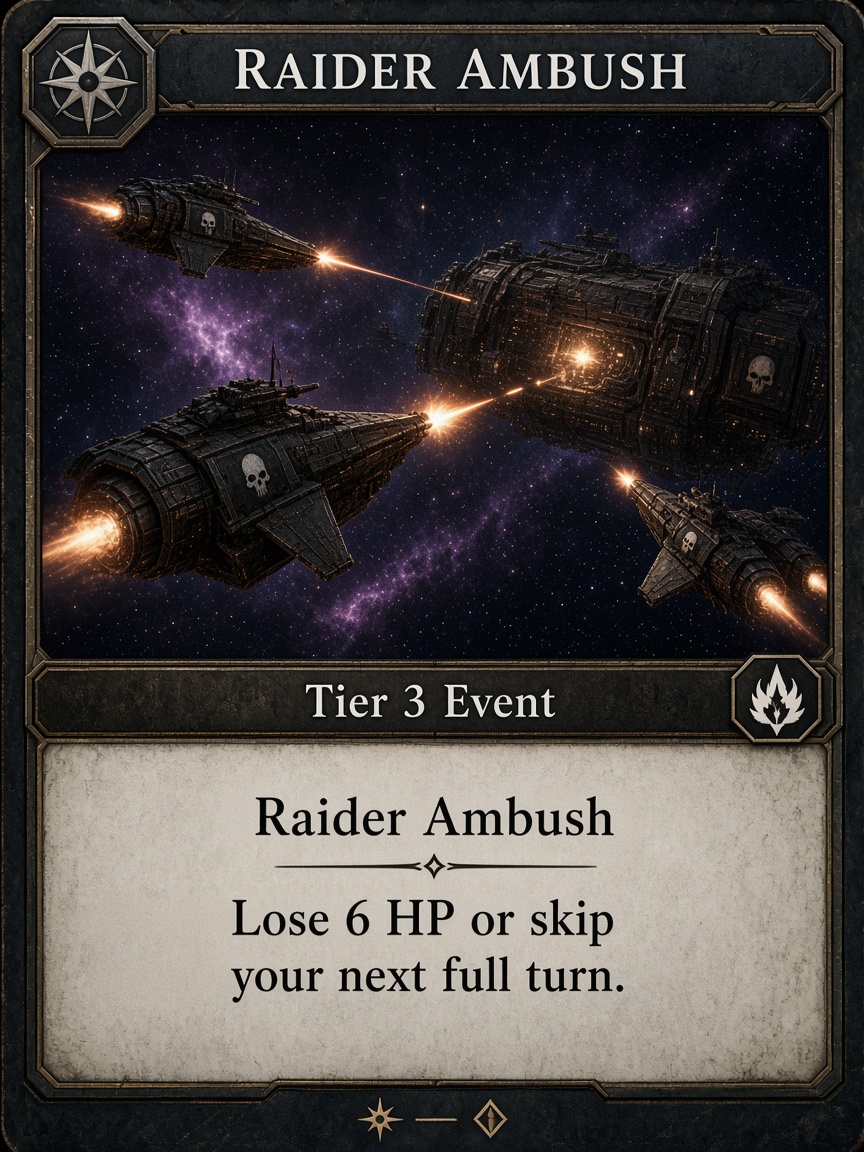 RAIDER AMBUSH
Tier 3 Event
Raider Ambush
Lose 6 HP or skip
your next full turn.